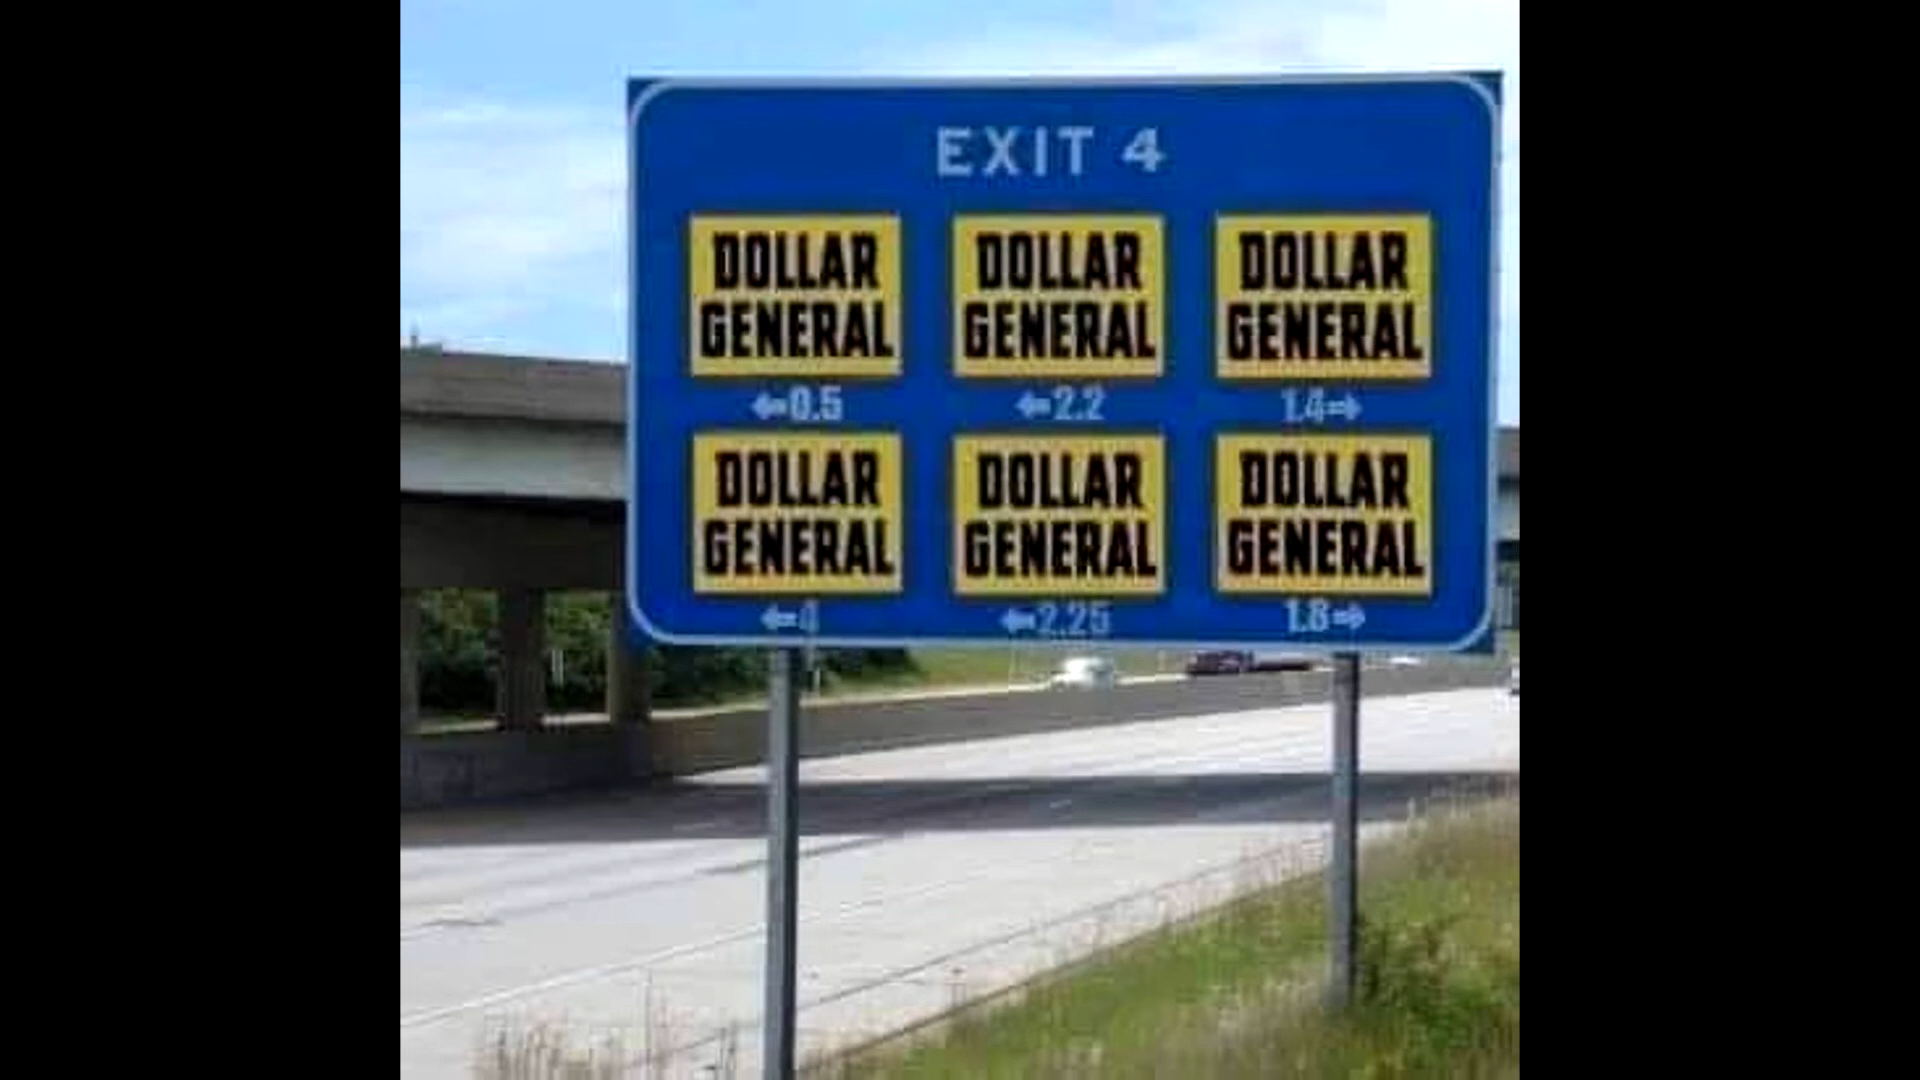 EXIT 4
DOLLAR GENERAL
DOLLAR GENERAL
DOLLAR GENERAL
←0.5
←2.2
1.4→
DOLLAR GENERAL
DOLLAR GENERAL
DOLLAR GENERAL
←4
←2.25
1.8→